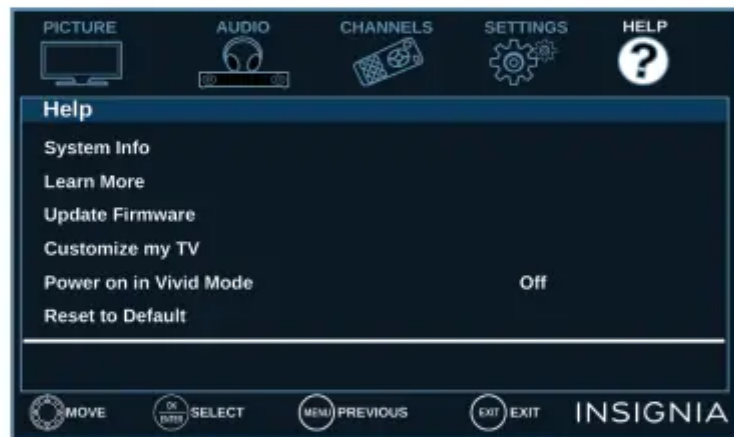 PICTURE AUDIO CHANNELS SETTINGS HELP
?
Help
System Info
Learn More
Update Firmware
Customize my TV
Power on in Vivid Mode Off
Reset to Default
MOVE OK ENTER SELECT MENU PREVIOUS EXIT EXIT INSIGNIA